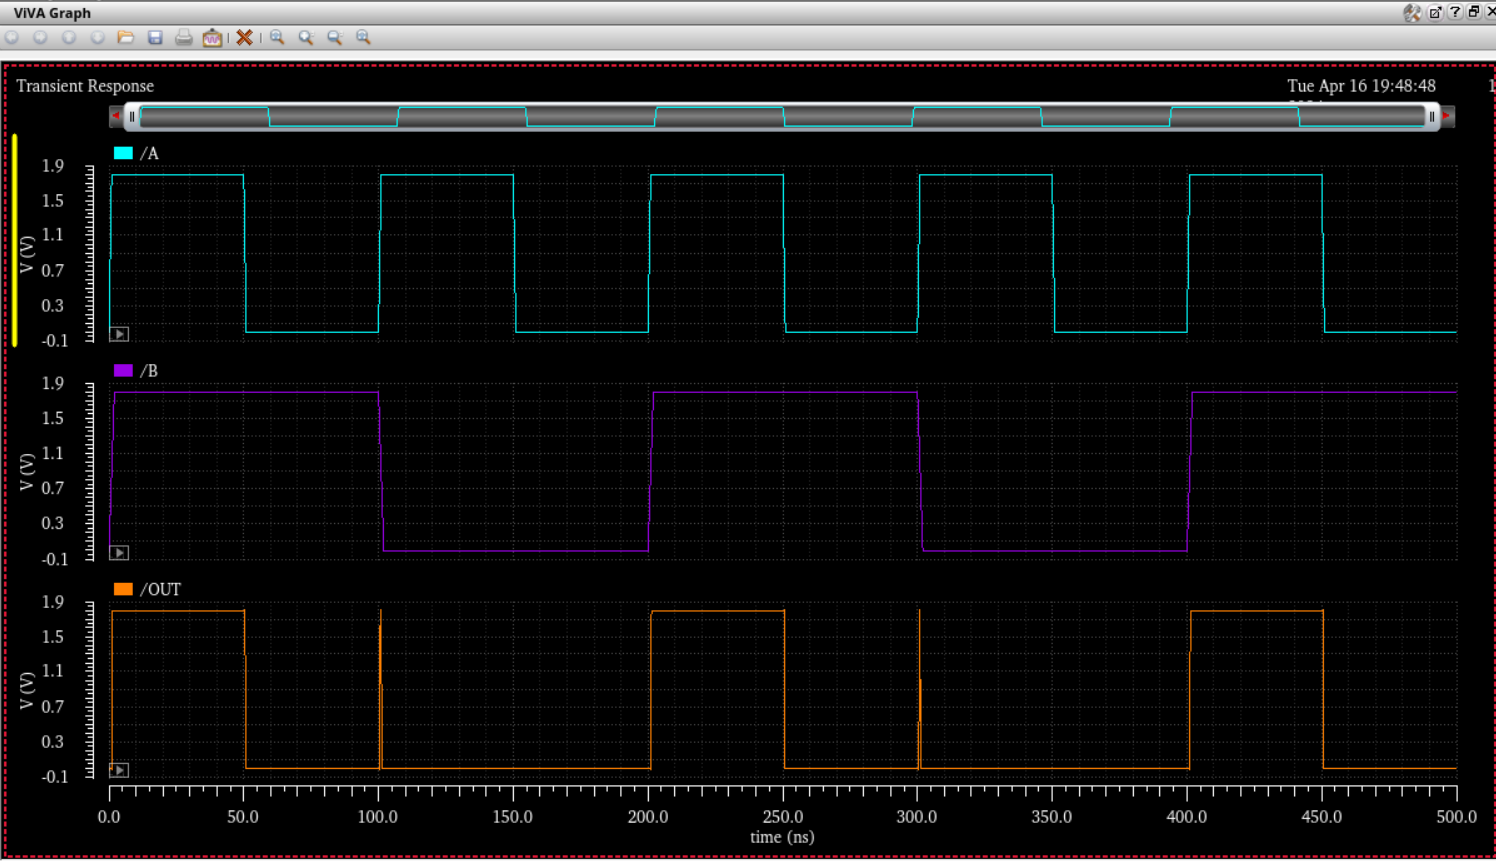 ViVA Graph
Transient Response
Tue Apr 16 19:48:48
1
/A
1.9
1.5
1.1
0.7
0.3
-0.1
V (V)
/B
1.9
1.5
1.1
0.7
0.3
-0.1
V (V)
/OUT
1.9
1.5
1.1
0.7
0.3
-0.1
V (V)
0.0 50.0 100.0 150.0 200.0 250.0 300.0 350.0 400.0 450.0 500.0
time (ns)